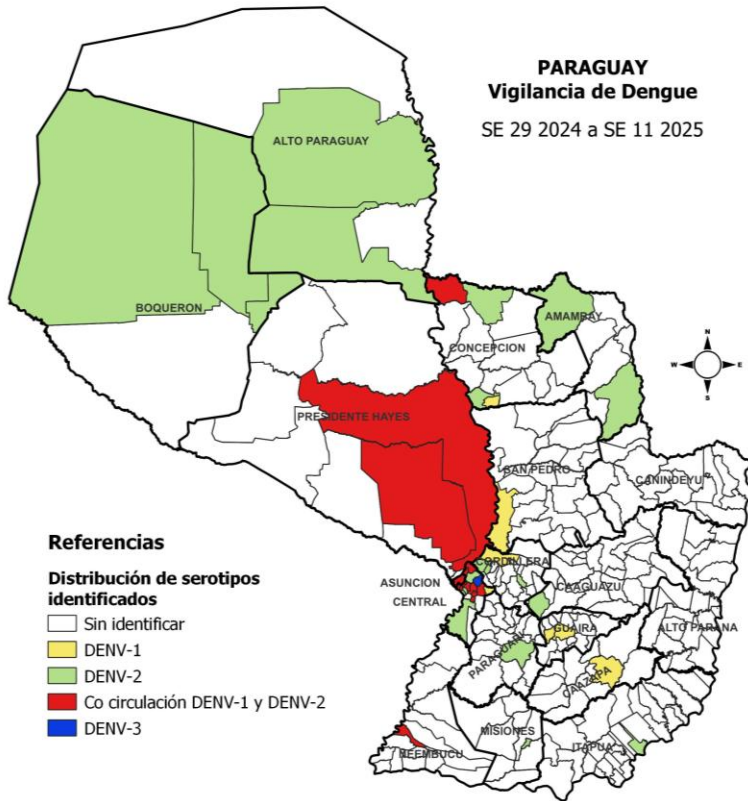 PARAGUAY
Vigilancia de Dengue
SE 29 2024 a SE 11 2025
ALTO PARAGUAY
BOQUERON
AMAMBAY
CONCEPCION
N
W
E
S
PRESIDENTE HAYES
SAN PEDRO
CANINDEYU
CORDILLERA
ASUNCION
CENTRAL
CAAGUAZU
GUAIRA
ALTO PARANA
PARAGUARI
CAAZAPA
MISIONES
ITAPUA
ÑEEMBUCU
Referencias
Distribución de serotipos
identificados
Sin identificar
DENV-1
DENV-2
Co circulación DENV-1 y DENV-2
DENV-3